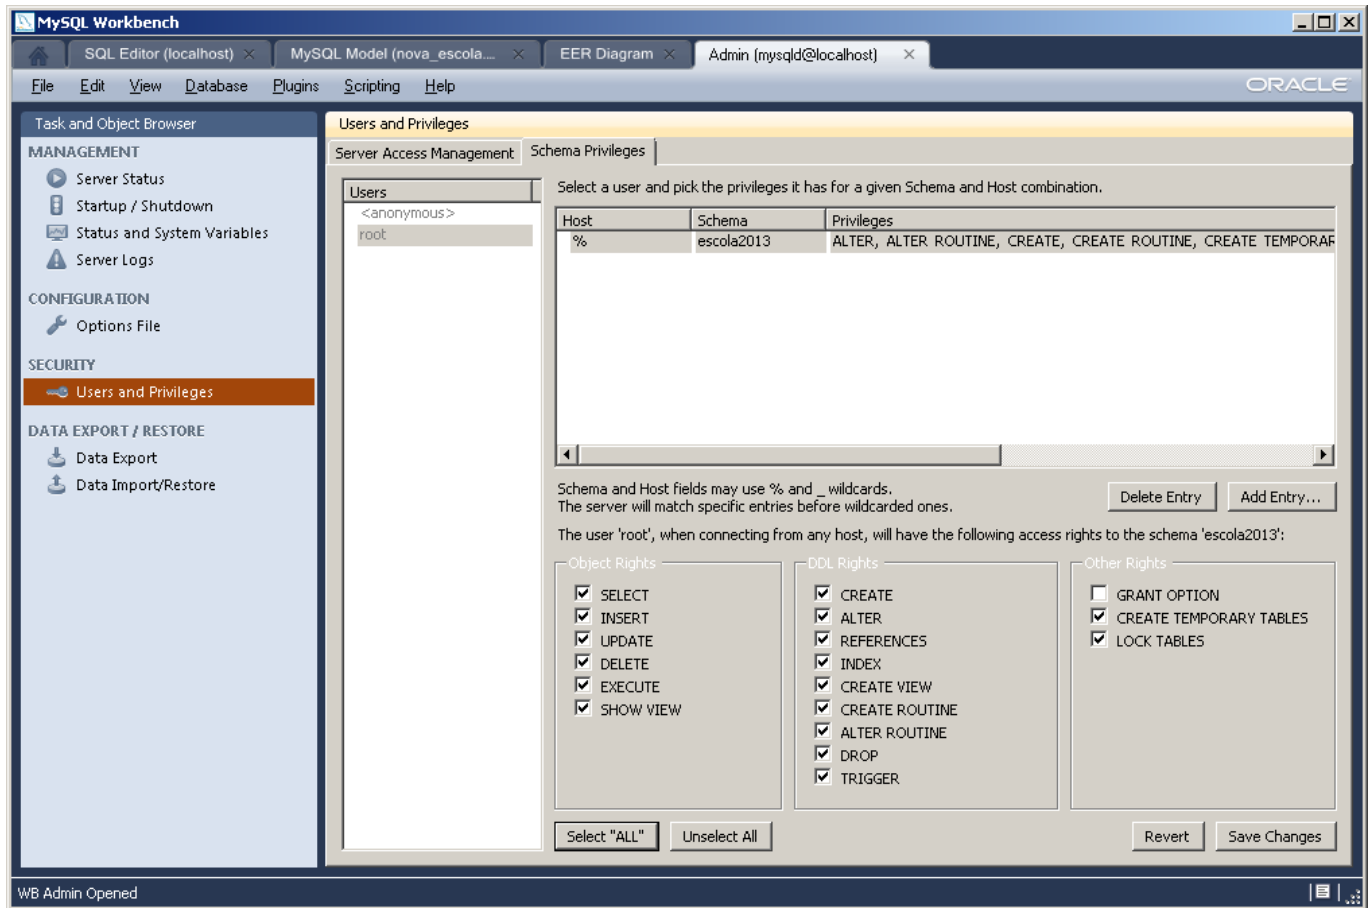 MySQL Workbench
SQL Editor (localhost)
MySQL Model (nova_escola....
EER Diagram
Admin (mysqld@localhost)
File Edit View Database Plugins Scripting Help
ORACLE
Task and Object Browser
MANAGEMENT
Server Status
Startup / Shutdown
Status and System Variables
Server Logs
CONFIGURATION
Options File
SECURITY
Users and Privileges
DATA EXPORT / RESTORE
Data Export
Data Import/Restore
Users and Privileges
Server Access Management
Schema Privileges
Users
<anonymous>
root
Select a user and pick the privileges it has for a given Schema and Host combination.
Host Schema Privileges
% escola2013 ALTER, ALTER ROUTINE, CREATE, CREATE ROUTINE, CREATE TEMPORAR
Schema and Host fields may use % and _ wildcards.
The server will match specific entries before wildcarded ones.
Delete Entry
Add Entry...
The user 'root', when connecting from any host, will have the following access rights to the schema 'escola2013':
Object Rights
SELECT
INSERT
UPDATE
DELETE
EXECUTE
SHOW VIEW
DDL Rights
CREATE
ALTER
REFERENCES
INDEX
CREATE VIEW
CREATE ROUTINE
ALTER ROUTINE
DROP
TRIGGER
Other Rights
GRANT OPTION
CREATE TEMPORARY TABLES
LOCK TABLES
Select "ALL"
Unselect All
Revert
Save Changes
WB Admin Opened